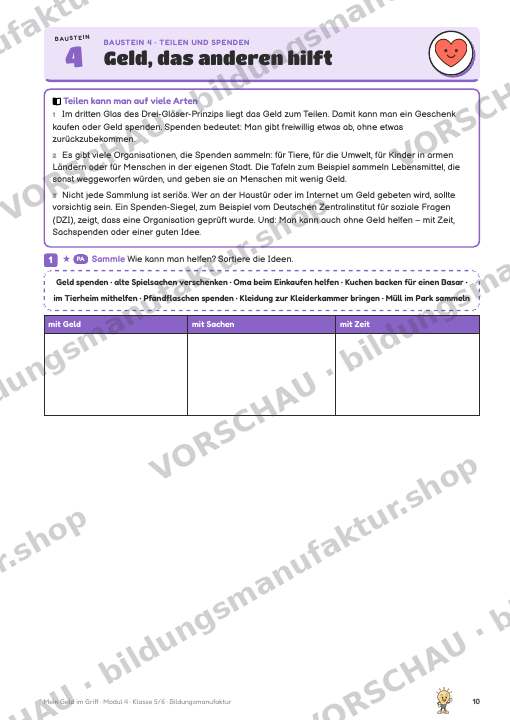 BAUSTEIN
4
BAUSTEIN 4 · TEILEN UND SPENDEN
Geld, das anderen hilft
Teilen kann man auf viele Arten
1 Im dritten Glas des Drei-Gläser-Prinzips liegt das Geld zum Teilen. Damit kann man ein Geschenk
kaufen oder Geld spenden. Spenden bedeutet: Man gibt freiwillig etwas ab, ohne etwas
zurückzubekommen.
2 Es gibt viele Organisationen, die Spenden sammeln: für Tiere, für die Umwelt, für Kinder in armen
Ländern oder für Menschen in der eigenen Stadt. Die Tafeln zum Beispiel sammeln Lebensmittel, die
sonst weggeworfen würden, und geben sie an Menschen mit wenig Geld.
3 Nicht jede Sammlung ist seriös. Wer an der Haustür oder im Internet um Geld gebeten wird, sollte
vorsichtig sein. Ein Spenden-Siegel, zum Beispiel vom Deutschen Zentralinstitut für soziale Fragen
(DZI), zeigt, dass eine Organisation geprüft wurde. Und: Man kann auch ohne Geld helfen – mit Zeit,
Sachspenden oder einer guten Idee.
1 ★ PA Sammle Wie kann man helfen? Sortiere die Ideen.
Geld spenden · alte Spielsachen verschenken · Oma beim Einkaufen helfen · Kuchen backen für einen Basar ·
im Tierheim mithelfen · Pfandflaschen spenden · Kleidung zur Kleiderkammer bringen · Müll im Park sammeln
mit Geld
mit Sachen
mit Zeit
VORSCHAU · bildungsmanufaktur.shop
Mein Geld im Griff · Modul 4 · Klasse 5/6 · Bildungsmanufaktur
10